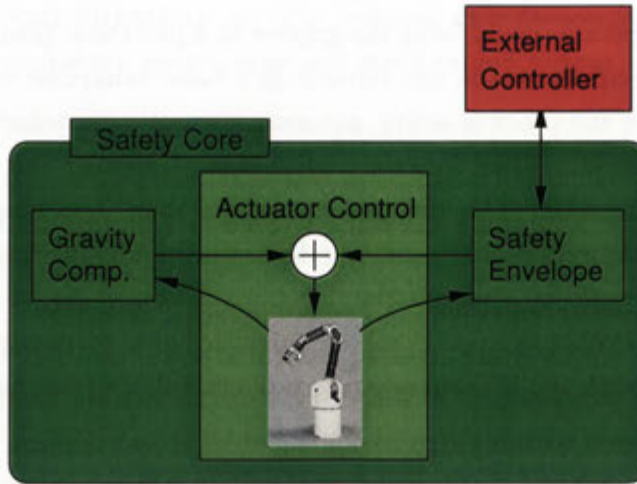 External
Controller
Safety Core
Actuator Control
Gravity
Comp.
Safety
Envelope